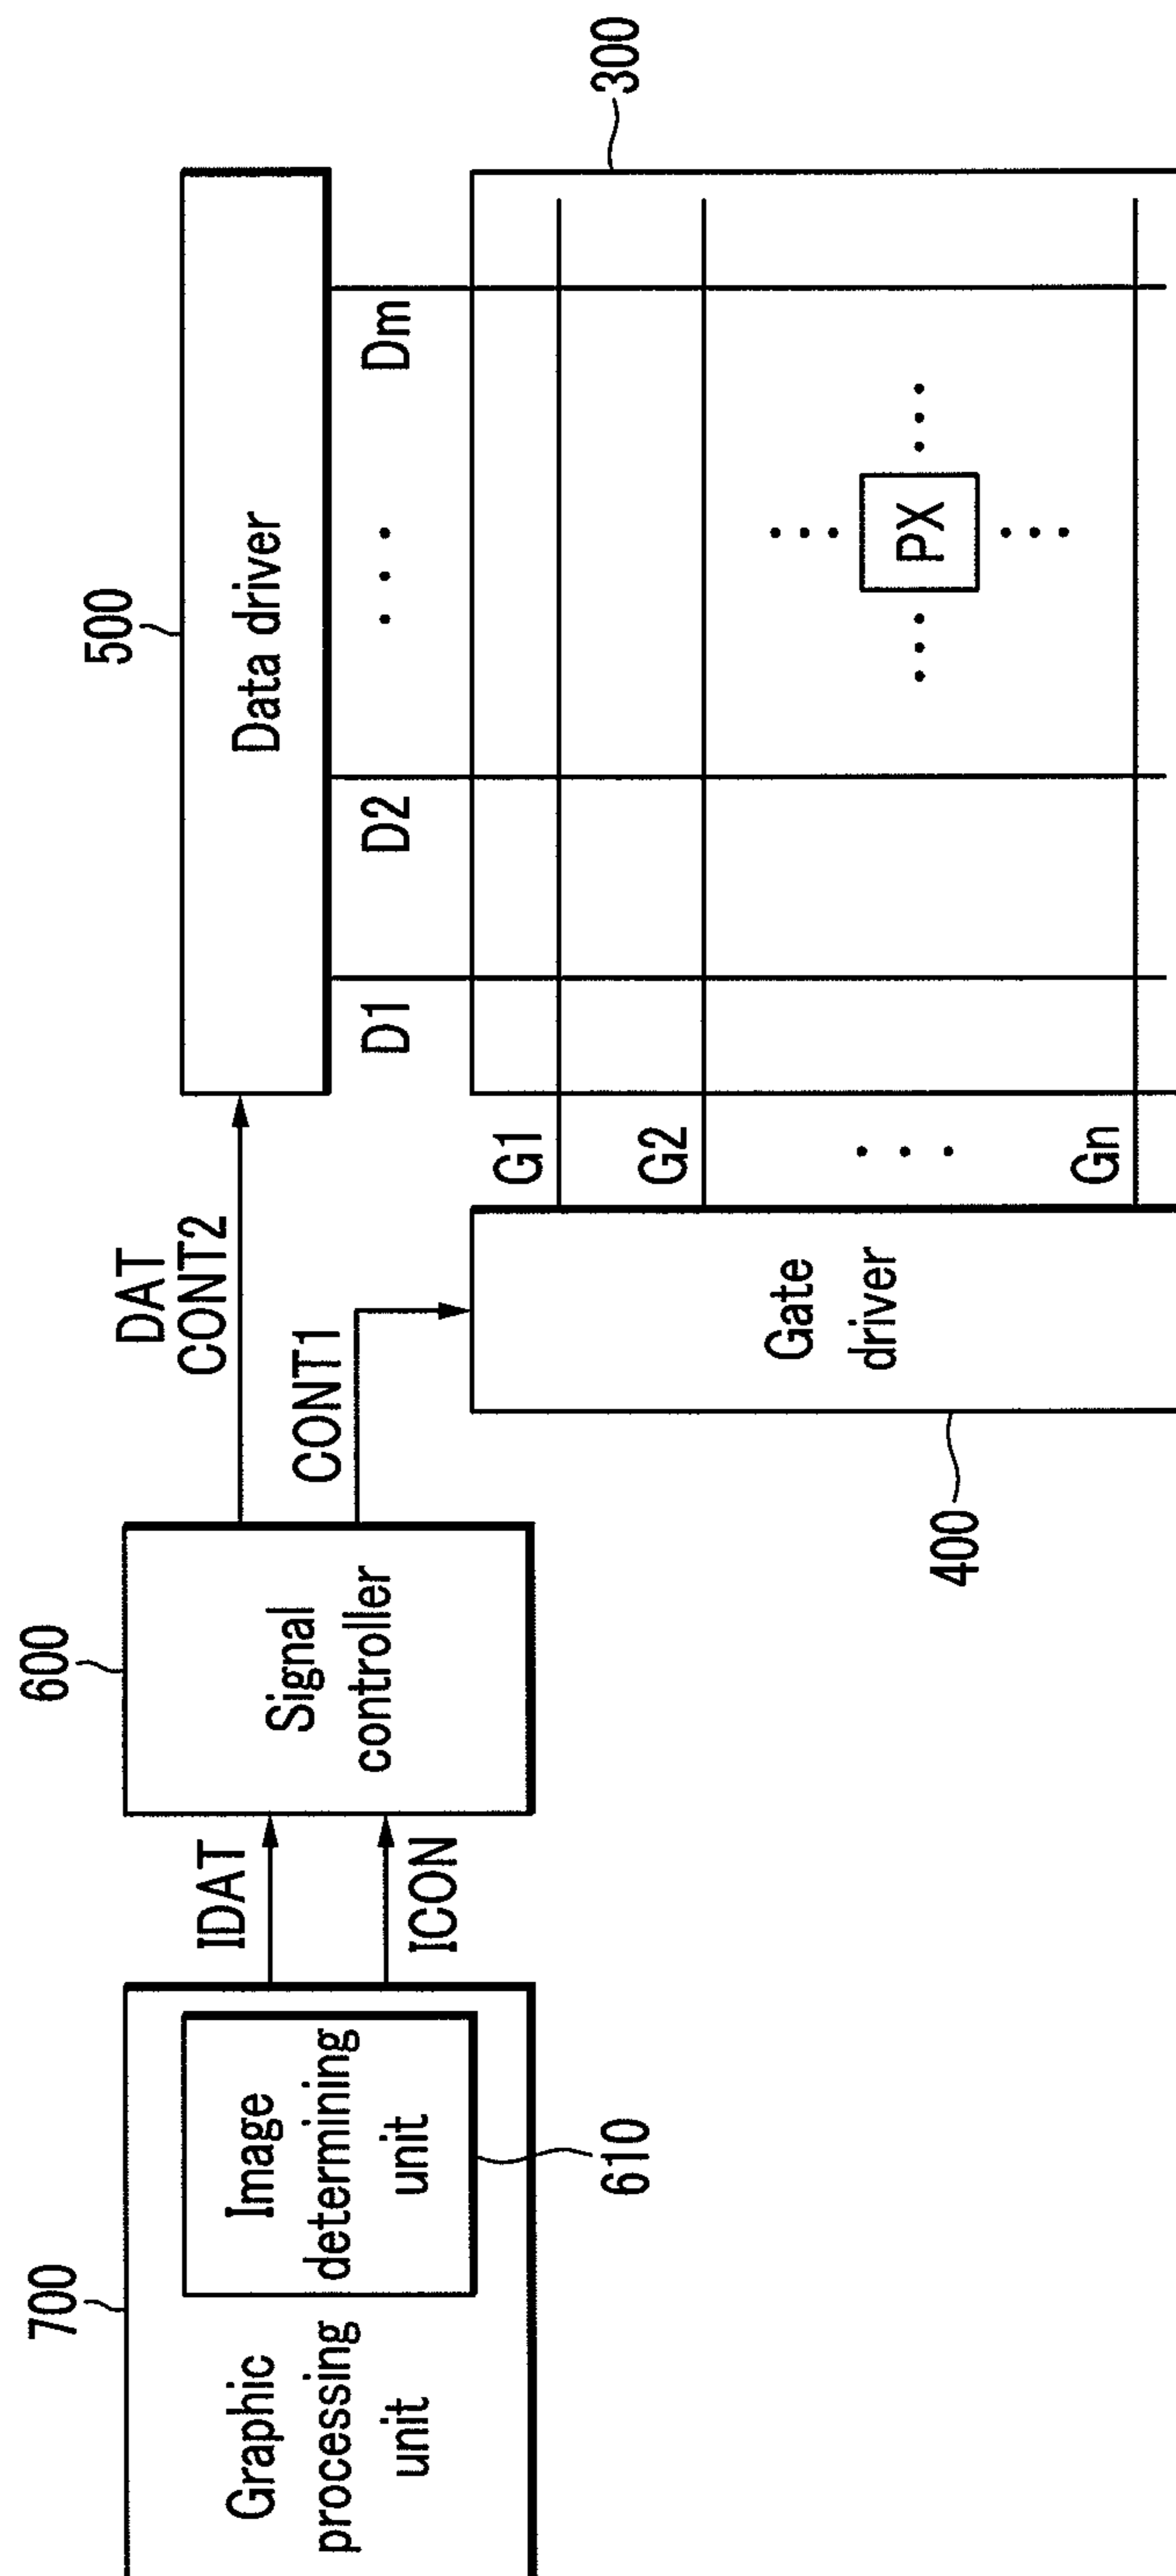 700
Graphic
processing
unit
Image
determining
unit
610
IDAT
ICON
600
Signal
controller
DAT
CONT2
CONT1
500
Data driver
D1
D2
Dm
400
Gate
driver
G1
G2
Gn
300
PX